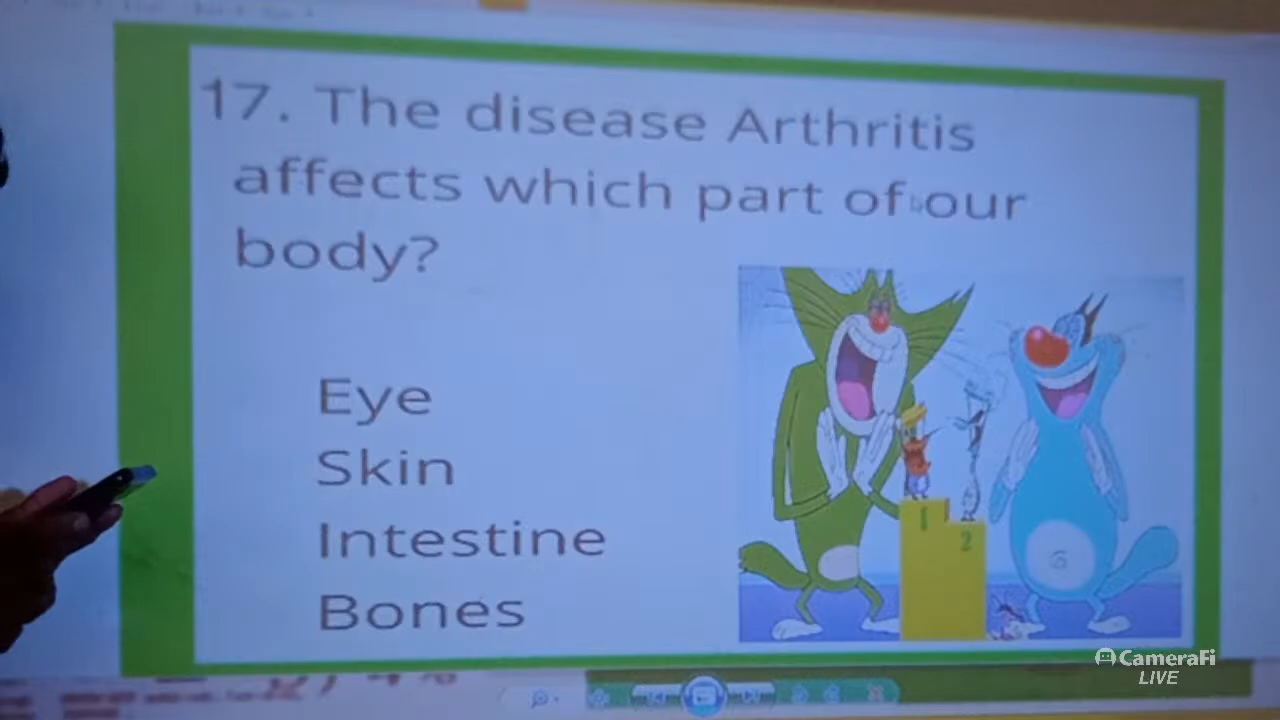 17. The disease Arthritis
affects which part of our
body?
Eye
Skin
Intestine
Bones
1
2
CameraFi
LIVE